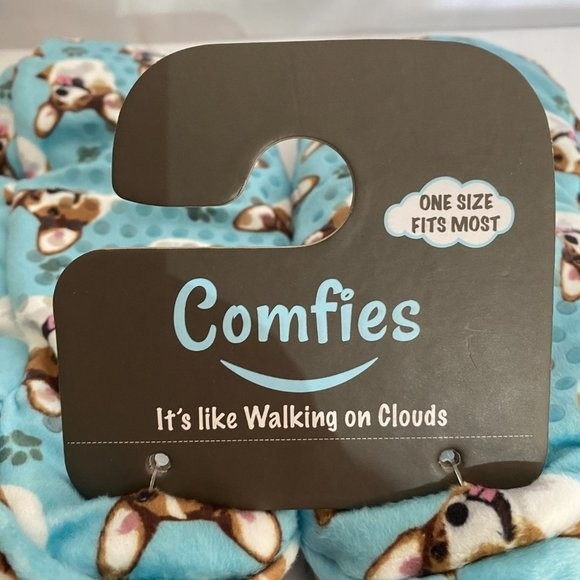 ONE SIZE
FITS MOST
Comfies
It's like Walking on Clouds